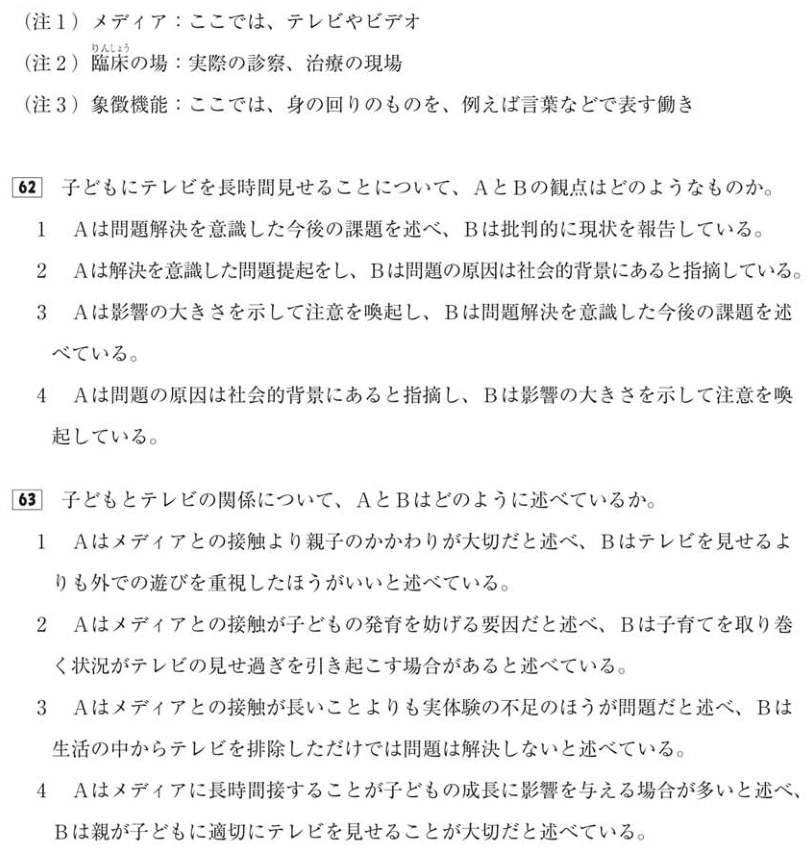 （注１）メディア：ここでは、テレビやビデオ
（注２）臨床の場：実際の診察、治療の現場
りんしょう
（注３）象徴機能：ここでは、身の回りのものを、例えば言葉などで表す働き
62 子どもにテレビを長時間見せることについて、ＡとＢの観点はどのようなものか。
1 Ａは問題解決を意識した今後の課題を述べ、Ｂは批判的に現状を報告している。
2 Ａは解決を意識した問題提起をし、Ｂは問題の原因は社会的背景にあると指摘している。
3 Ａは影響の大きさを示して注意を喚起し、Ｂは問題解決を意識した今後の課題を述
べている。
4 Ａは問題の原因は社会的背景にあると指摘し、Ｂは影響の大きさを示して注意を喚
起している。
63 子どもとテレビの関係について、ＡとＢはどのように述べているか。
1 Ａはメディアとの接触より親子のかかわりが大切だと述べ、Ｂはテレビを見せるよ
りも外での遊びを重視したほうがいいと述べている。
2 Ａはメディアとの接触が子どもの発育を妨げる要因だと述べ、Ｂは子育てを取り巻
く状況がテレビの見せ過ぎを引き起こす場合があると述べている。
3 Ａはメディアとの接触が長いことよりも実体験の不足のほうが問題だと述べ、Ｂは
生活の中からテレビを排除しただけでは問題は解決しないと述べている。
4 Ａはメディアに長時間接することが子どもの成長に影響を与える場合が多いと述べ、
Ｂは親が子どもに適切にテレビを見せることが大切だと述べている。